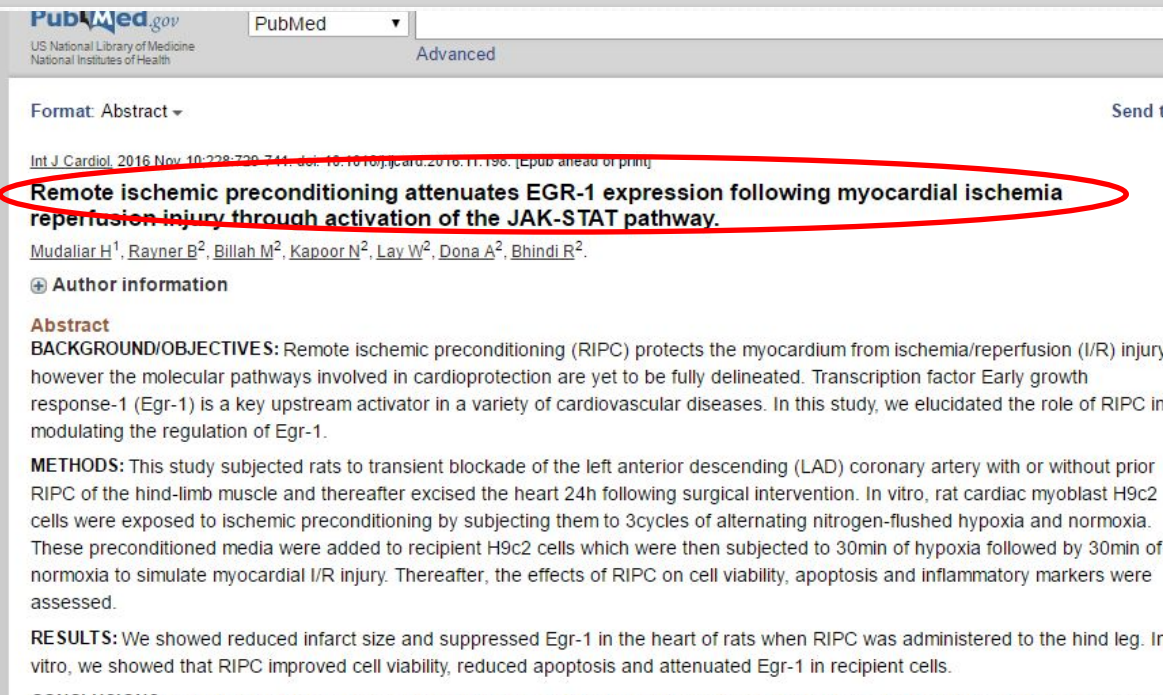 PubMed.gov
PubMed
US National Library of Medicine
National Institutes of Health
Advanced
Format: Abstract
Send t
Int J Cardiol. 2016 Nov 10;228:729-741. doi: 10.1016/j.ijcard.2016.11.198. [Epub ahead of print]
Remote ischemic preconditioning attenuates EGR-1 expression following myocardial ischemia
reperfusion injury through activation of the JAK-STAT pathway.
Mudaliar H1, Rayner B2, Billah M2, Kapoor N2, Lay W2, Dona A2, Bhindi R2.
Author information
Abstract
BACKGROUND/OBJECTIVES: Remote ischemic preconditioning (RIPC) protects the myocardium from ischemia/reperfusion (I/R) injury
however the molecular pathways involved in cardioprotection are yet to be fully delineated. Transcription factor Early growth
response-1 (Egr-1) is a key upstream activator in a variety of cardiovascular diseases. In this study, we elucidated the role of RIPC in
modulating the regulation of Egr-1.
METHODS: This study subjected rats to transient blockade of the left anterior descending (LAD) coronary artery with or without prior
RIPC of the hind-limb muscle and thereafter excised the heart 24h following surgical intervention. In vitro, rat cardiac myoblast H9c2
cells were exposed to ischemic preconditioning by subjecting them to 3cycles of alternating nitrogen-flushed hypoxia and normoxia.
These preconditioned media were added to recipient H9c2 cells which were then subjected to 30min of hypoxia followed by 30min of
normoxia to simulate myocardial I/R injury. Thereafter, the effects of RIPC on cell viability, apoptosis and inflammatory markers were
assessed.
RESULTS: We showed reduced infarct size and suppressed Egr-1 in the heart of rats when RIPC was administered to the hind leg. In
vitro, we showed that RIPC improved cell viability, reduced apoptosis and attenuated Egr-1 in recipient cells.